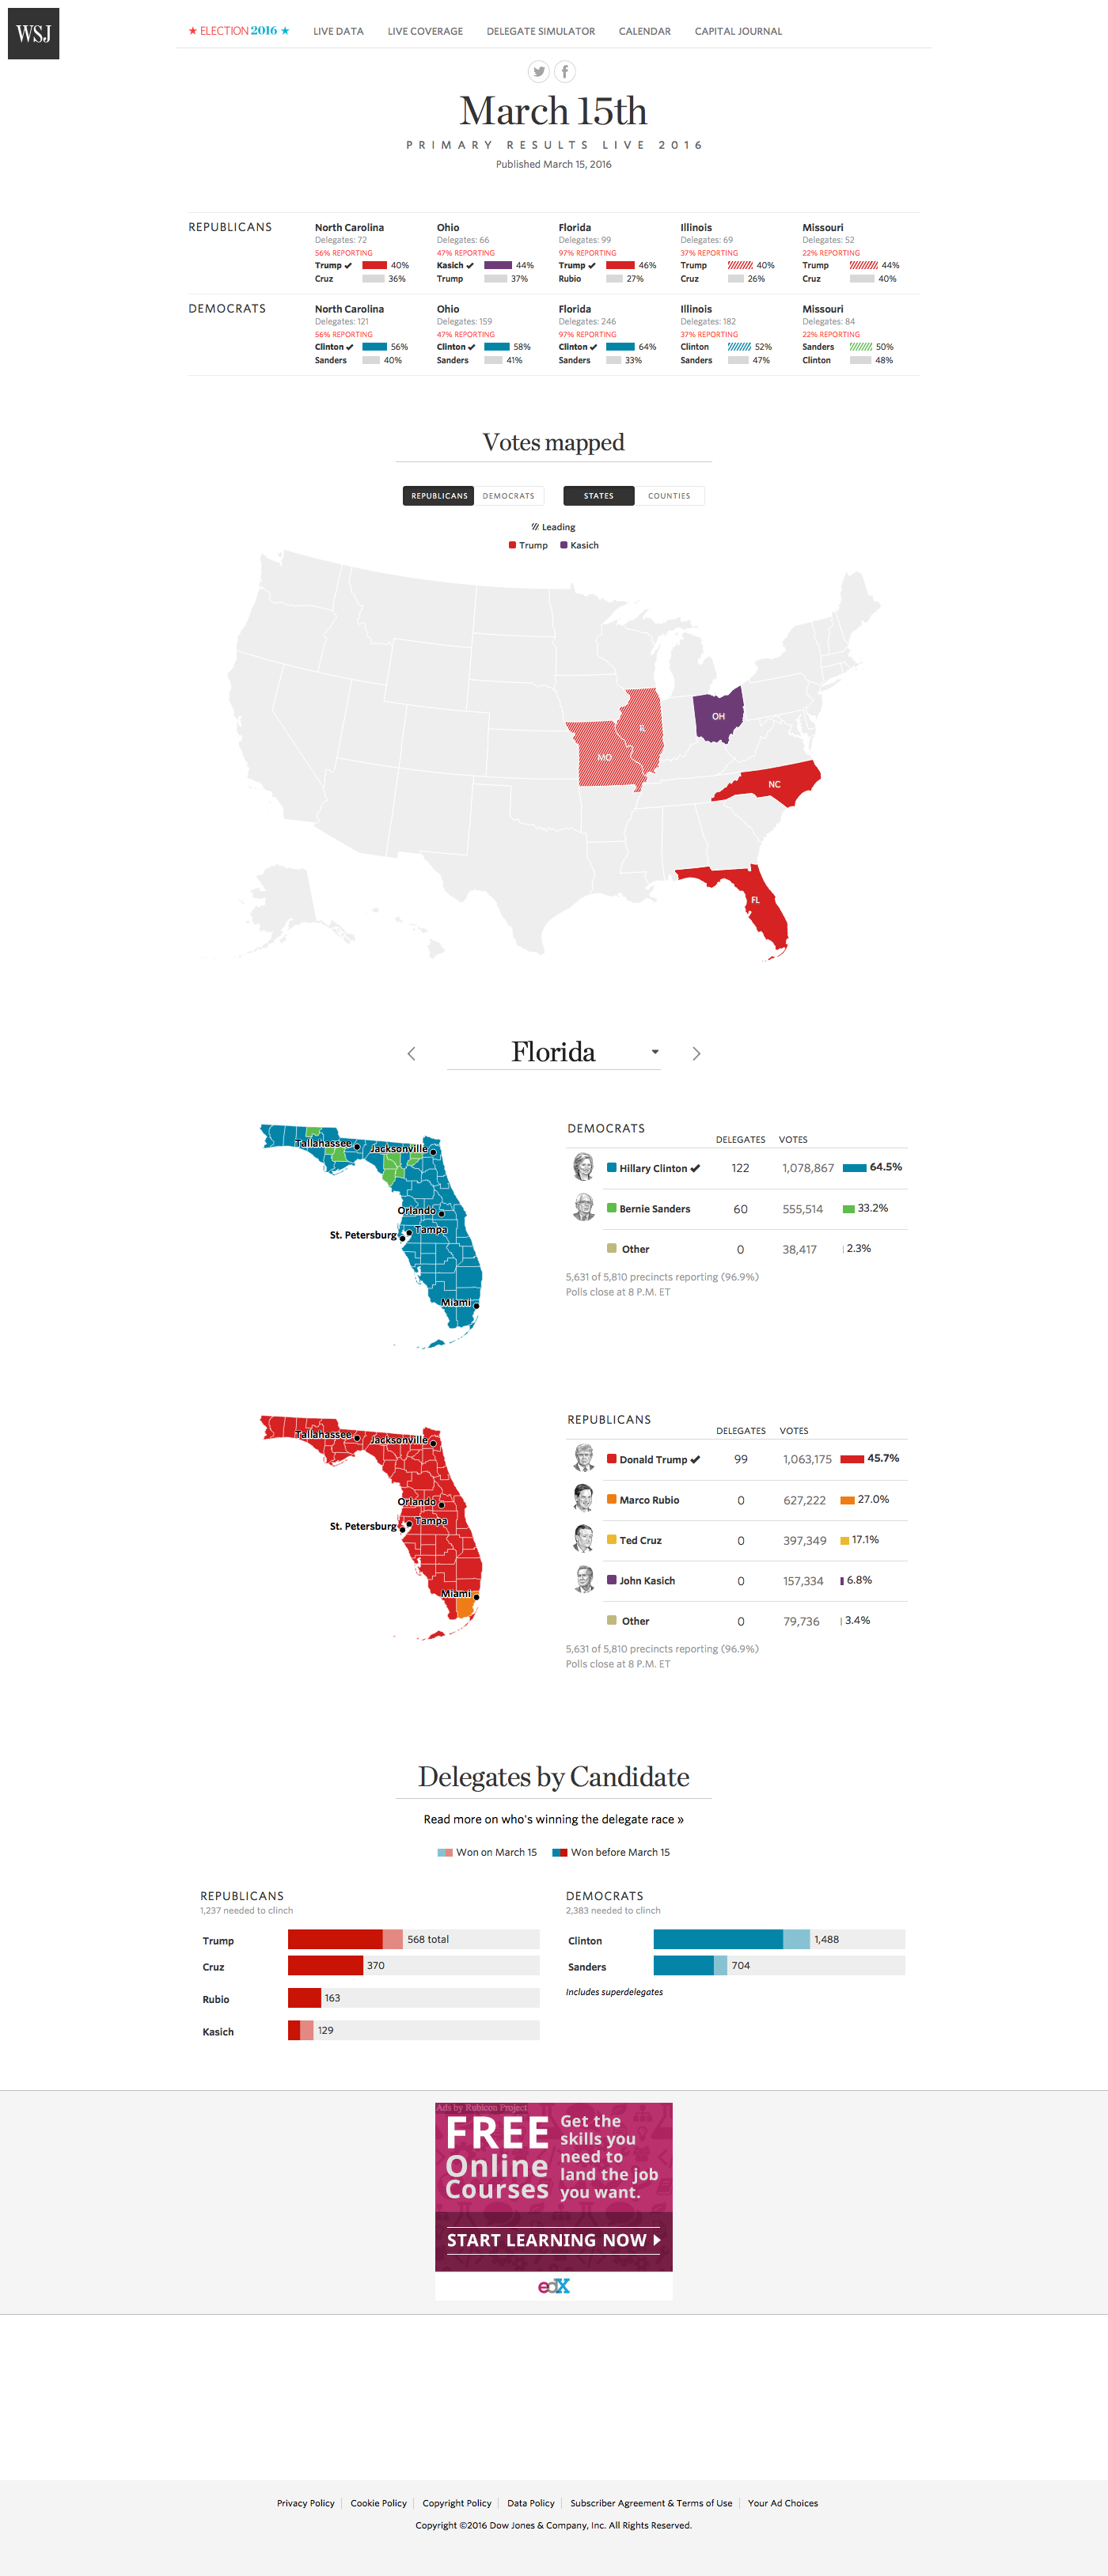 WSJ
★ ELECTION 2016 ★ LIVE DATA LIVE COVERAGE DELEGATE SIMULATOR CALENDAR CAPITAL JOURNAL
March 15th
PRIMARY RESULTS LIVE 2016
Published March 15, 2016
REPUBLICANS
North Carolina
Delegates: 72
56% REPORTING
Trump ✔ 40%
Cruz 36%
Ohio
Delegates: 66
47% REPORTING
Kasich ✔ 44%
Trump 37%
Florida
Delegates: 99
97% REPORTING
Trump ✔ 46%
Rubio 27%
Illinois
Delegates: 69
37% REPORTING
Trump 40%
Cruz 26%
Missouri
Delegates: 52
22% REPORTING
Trump 44%
Cruz 40%
DEMOCRATS
North Carolina
Delegates: 121
56% REPORTING
Clinton ✔ 56%
Sanders 40%
Ohio
Delegates: 159
47% REPORTING
Clinton ✔ 58%
Sanders 41%
Florida
Delegates: 246
97% REPORTING
Clinton ✔ 64%
Sanders 33%
Illinois
Delegates: 182
37% REPORTING
Clinton 52%
Sanders 47%
Missouri
Delegates: 84
22% REPORTING
Sanders 50%
Clinton 48%
Votes mapped
REPUBLICANS DEMOCRATS STATES COUNTIES
Leading
Trump Kasich
OH
IL
MO
NC
FL
Florida
Tallahassee
Jacksonville
Orlando
Tampa
St. Petersburg
Miami
DEMOCRATS
DELEGATES VOTES
Hillary Clinton ✔ 122 1,078,867 64.5%
Bernie Sanders 60 555,514 33.2%
Other 0 38,417 2.3%
5,631 of 5,810 precincts reporting (96.9%)
Polls close at 8 P.M. ET
Tallahassee
Jacksonville
Orlando
Tampa
St. Petersburg
Miami
REPUBLICANS
DELEGATES VOTES
Donald Trump ✔ 99 1,063,175 45.7%
Marco Rubio 0 627,222 27.0%
Ted Cruz 0 397,349 17.1%
John Kasich 0 157,334 6.8%
Other 0 79,736 3.4%
5,631 of 5,810 precincts reporting (96.9%)
Polls close at 8 P.M. ET
Delegates by Candidate
Read more on who's winning the delegate race »
Won on March 15 Won before March 15
REPUBLICANS
1,237 needed to clinch
Trump 568 total
Cruz 370
Rubio 163
Kasich 129
DEMOCRATS
2,383 needed to clinch
Clinton 1,488
Sanders 704
Includes superdelegates
Ads by Rubicon Project
FREE
Online
Courses
Get the
skills you
need to
land the job
you want.
START LEARNING NOW
edX
Privacy Policy Cookie Policy Copyright Policy Data Policy Subscriber Agreement & Terms of Use Your Ad Choices
Copyright ©2016 Dow Jones & Company, Inc. All Rights Reserved.